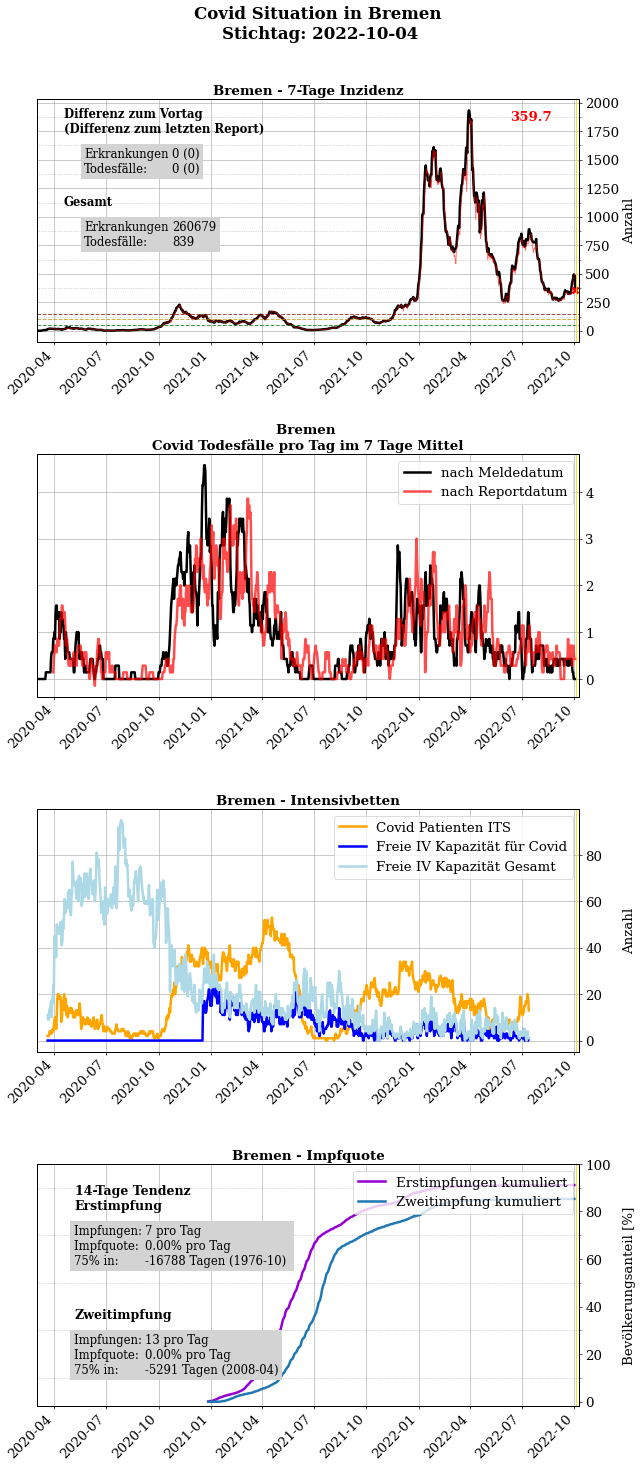 Covid Situation in Bremen
Stichtag: 2022-10-04
Bremen - 7-Tage Inzidenz
Differenz zum Vortag
(Differenz zum letzten Report)
Erkrankungen 0 (0)
Todesfälle: 0 (0)
Gesamt
Erkrankungen 260679
Todesfälle: 839
359.7
2000
1750
1500
1250
1000
750
500
250
0
Anzahl
2020-04
2020-07
2020-10
2021-01
2021-04
2021-07
2021-10
2022-01
2022-04
2022-07
2022-10
Bremen
Covid Todesfälle pro Tag im 7 Tage Mittel
nach Meldedatum
nach Reportdatum
4
3
2
1
0
2020-04
2020-07
2020-10
2021-01
2021-04
2021-07
2021-10
2022-01
2022-04
2022-07
2022-10
Bremen - Intensivbetten
Covid Patienten ITS
Freie IV Kapazität für Covid
Freie IV Kapazität Gesamt
80
60
40
20
0
Anzahl
2020-04
2020-07
2020-10
2021-01
2021-04
2021-07
2021-10
2022-01
2022-04
2022-07
2022-10
Bremen - Impfquote
14-Tage Tendenz
Erstimpfung
Impfungen: 7 pro Tag
Impfquote: 0.00% pro Tag
75% in: -16788 Tagen (1976-10)
Zweitimpfung
Impfungen: 13 pro Tag
Impfquote: 0.00% pro Tag
75% in: -5291 Tagen (2008-04)
Erstimpfungen kumuliert
Zweitimpfung kumuliert
100
80
60
40
20
0
Bevölkerungsanteil [%]
2020-04
2020-07
2020-10
2021-01
2021-04
2021-07
2021-10
2022-01
2022-04
2022-07
2022-10